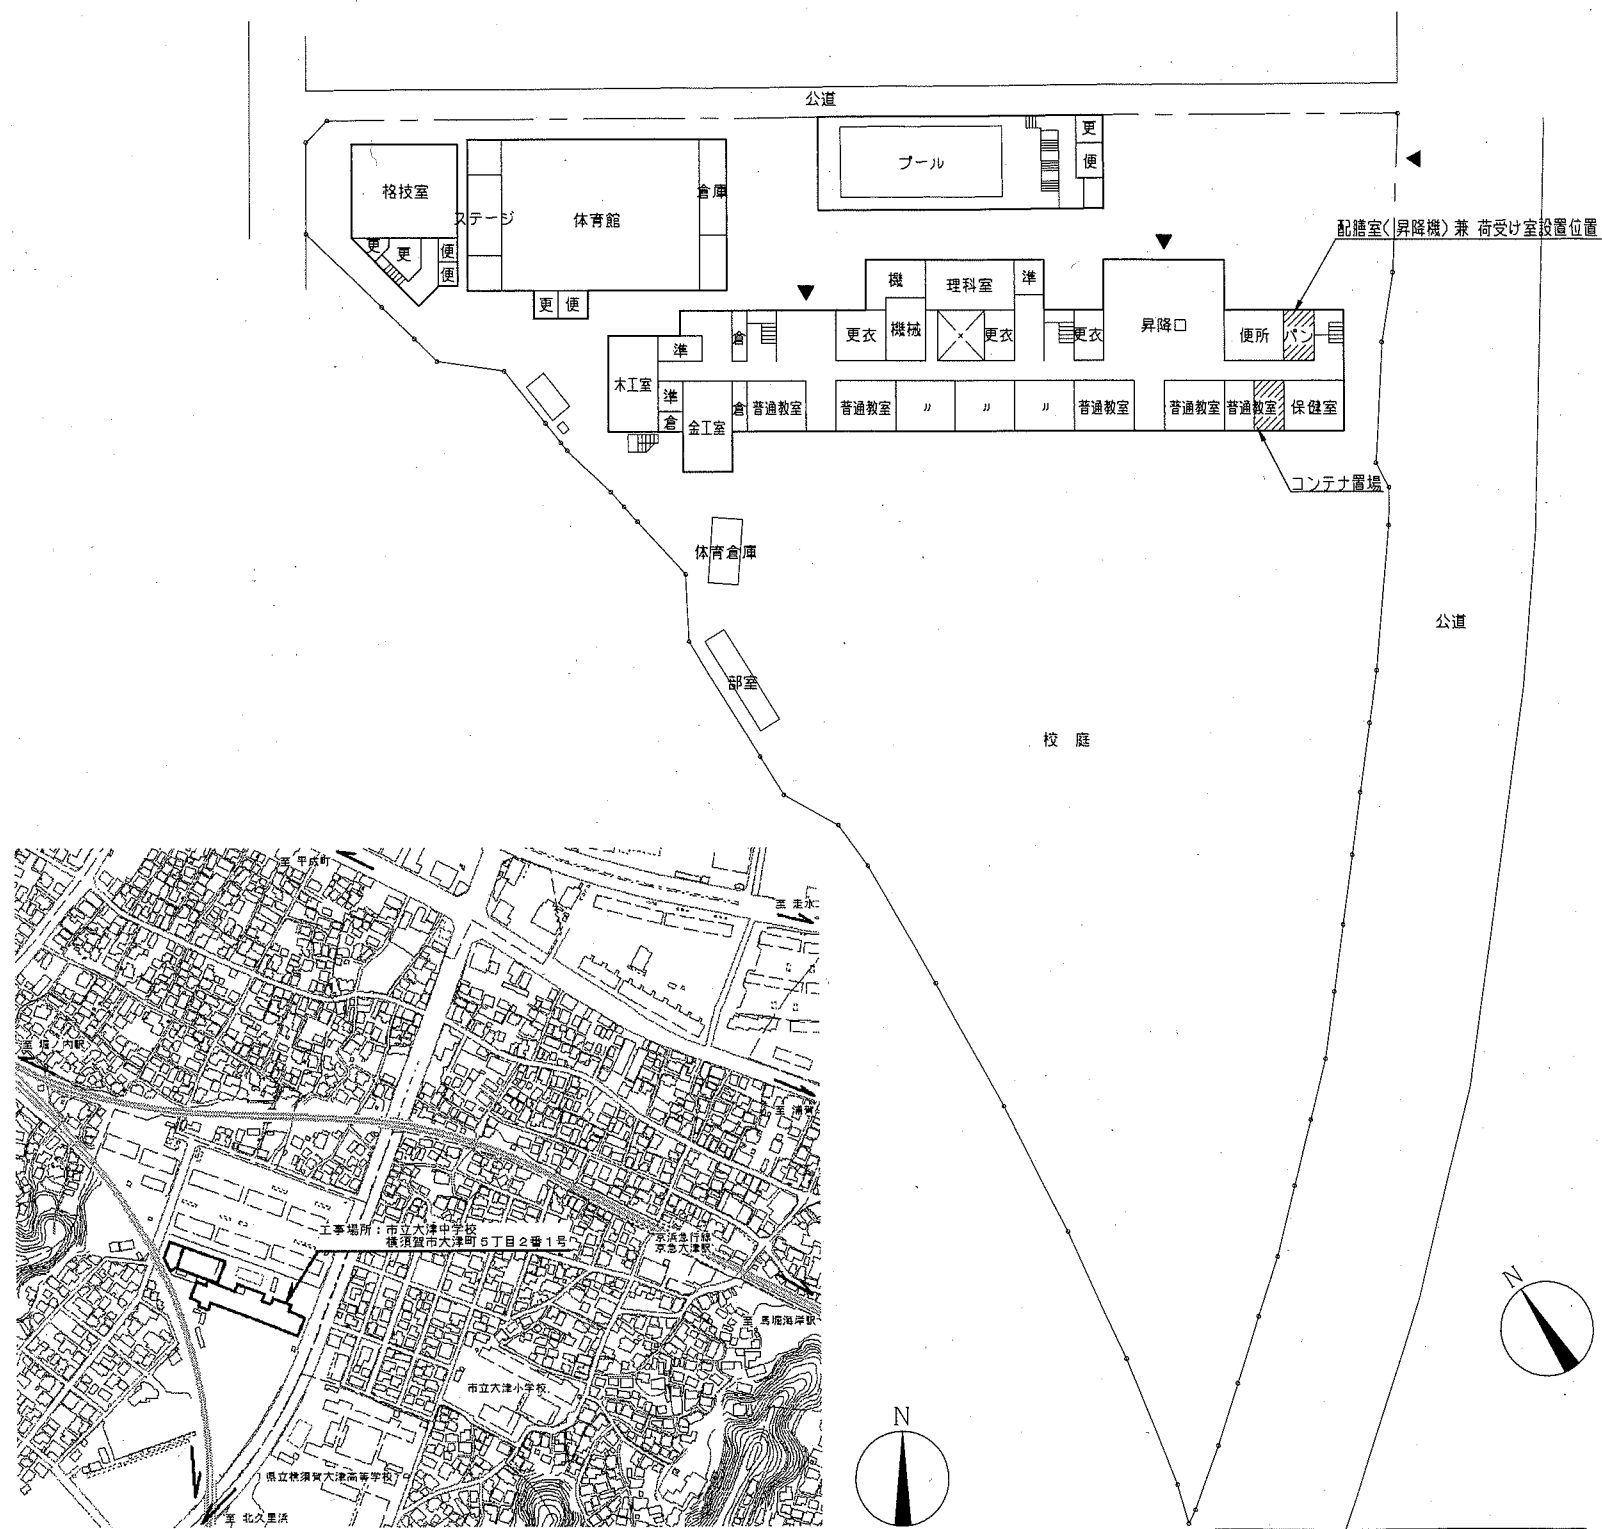 公道
プール
更
便
格技室
ステージ
体育館
倉庫
更
更
便
便
更
便
配膳室(昇降機)兼 荷受け室設置位置
機
理科室
準
機械
倉
更衣
更衣
更衣
昇降口
便所
パン
準
木工室
準
倉
金工室
倉
普通教室
普通教室
〃
〃
〃
普通教室
普通教室
普通教室
保健室
コンテナ置場
体育倉庫
公道
部室
校 庭
至 平成町
至 走水
至 堀ノ内駅
至 浦賀
工事場所：市立大津中学校
横須賀市大津町5丁目2番1号
京浜急行線
京急大津駅
至 馬堀海岸駅
市立大津小学校
県立横須賀大津高等学校
至 北久里浜
N
N